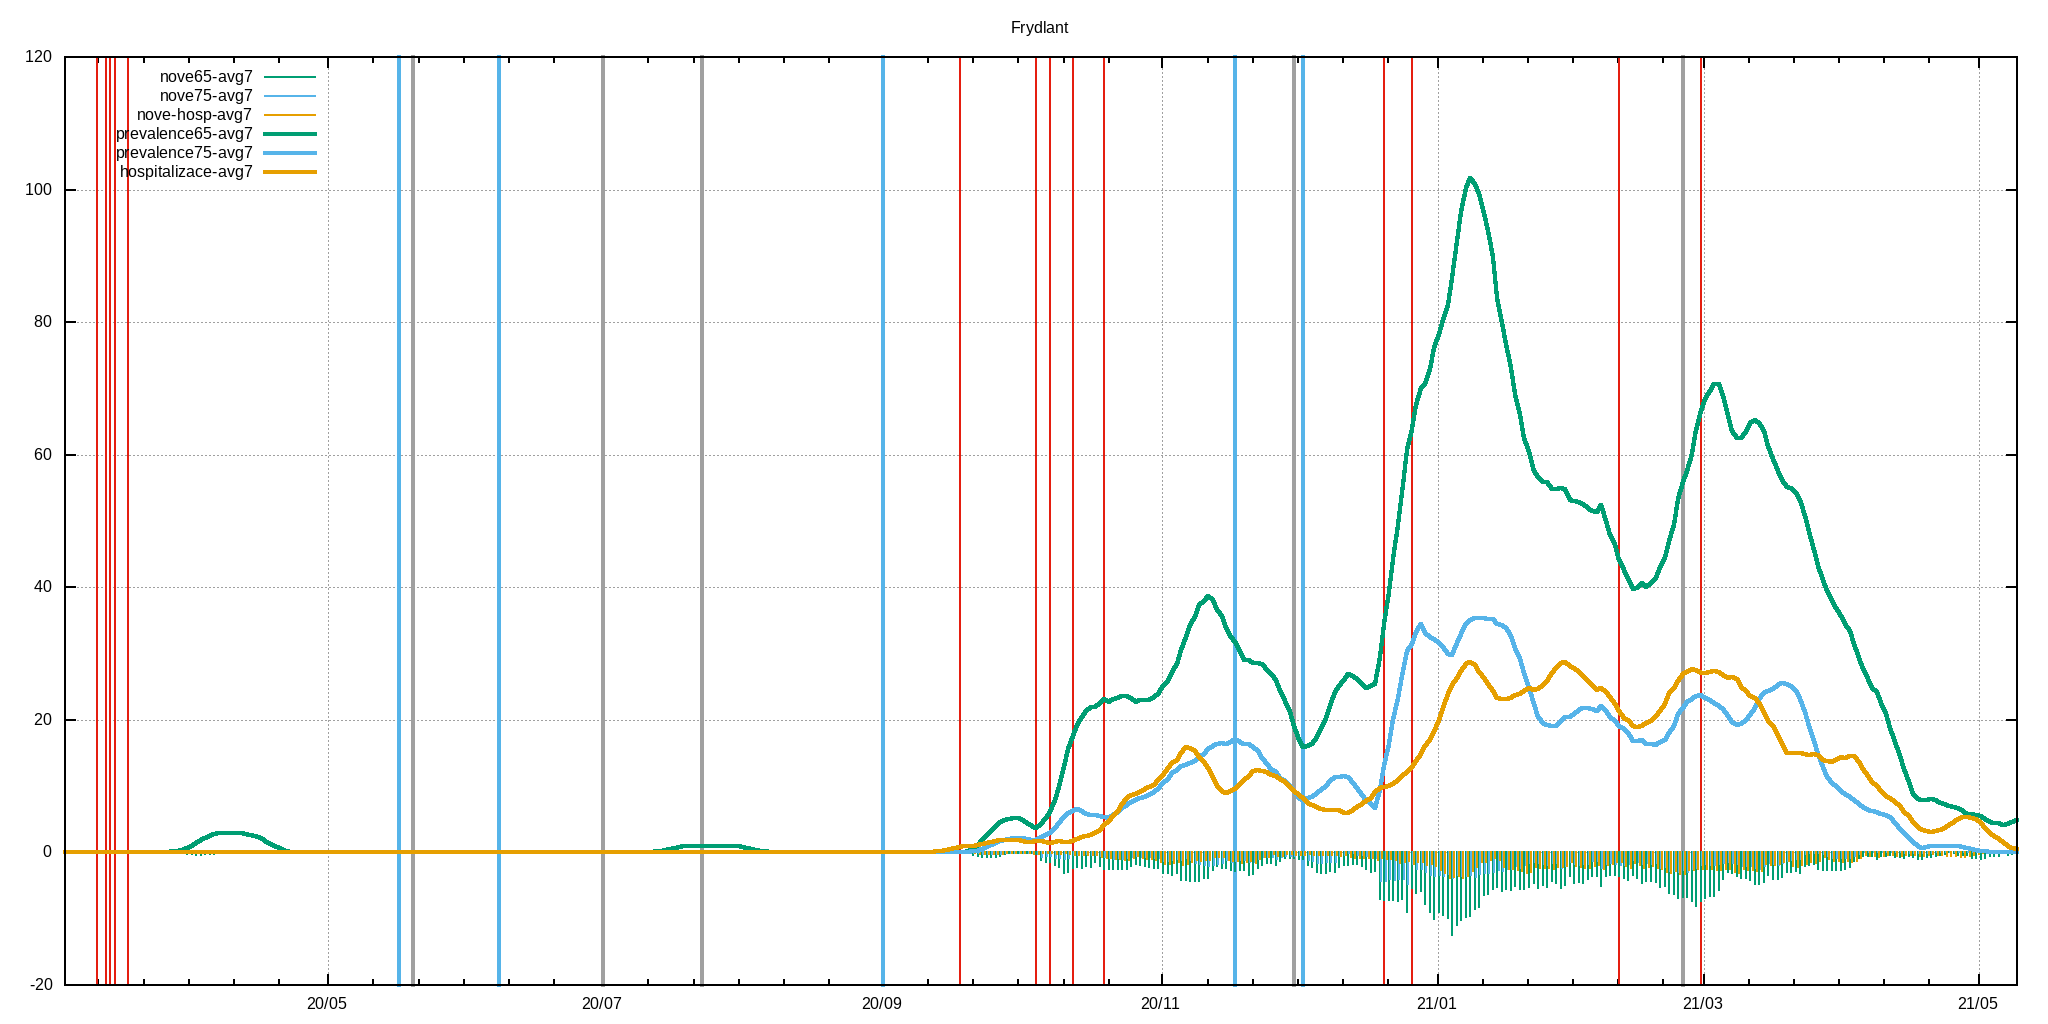 Frydlant
120
100
80
60
40
20
0
-20
nove65-avg7
nove75-avg7
nove-hosp-avg7
prevalence65-avg7
prevalence75-avg7
hospitalizace-avg7
20/05 20/07 20/09 20/11 21/01 21/03 21/05